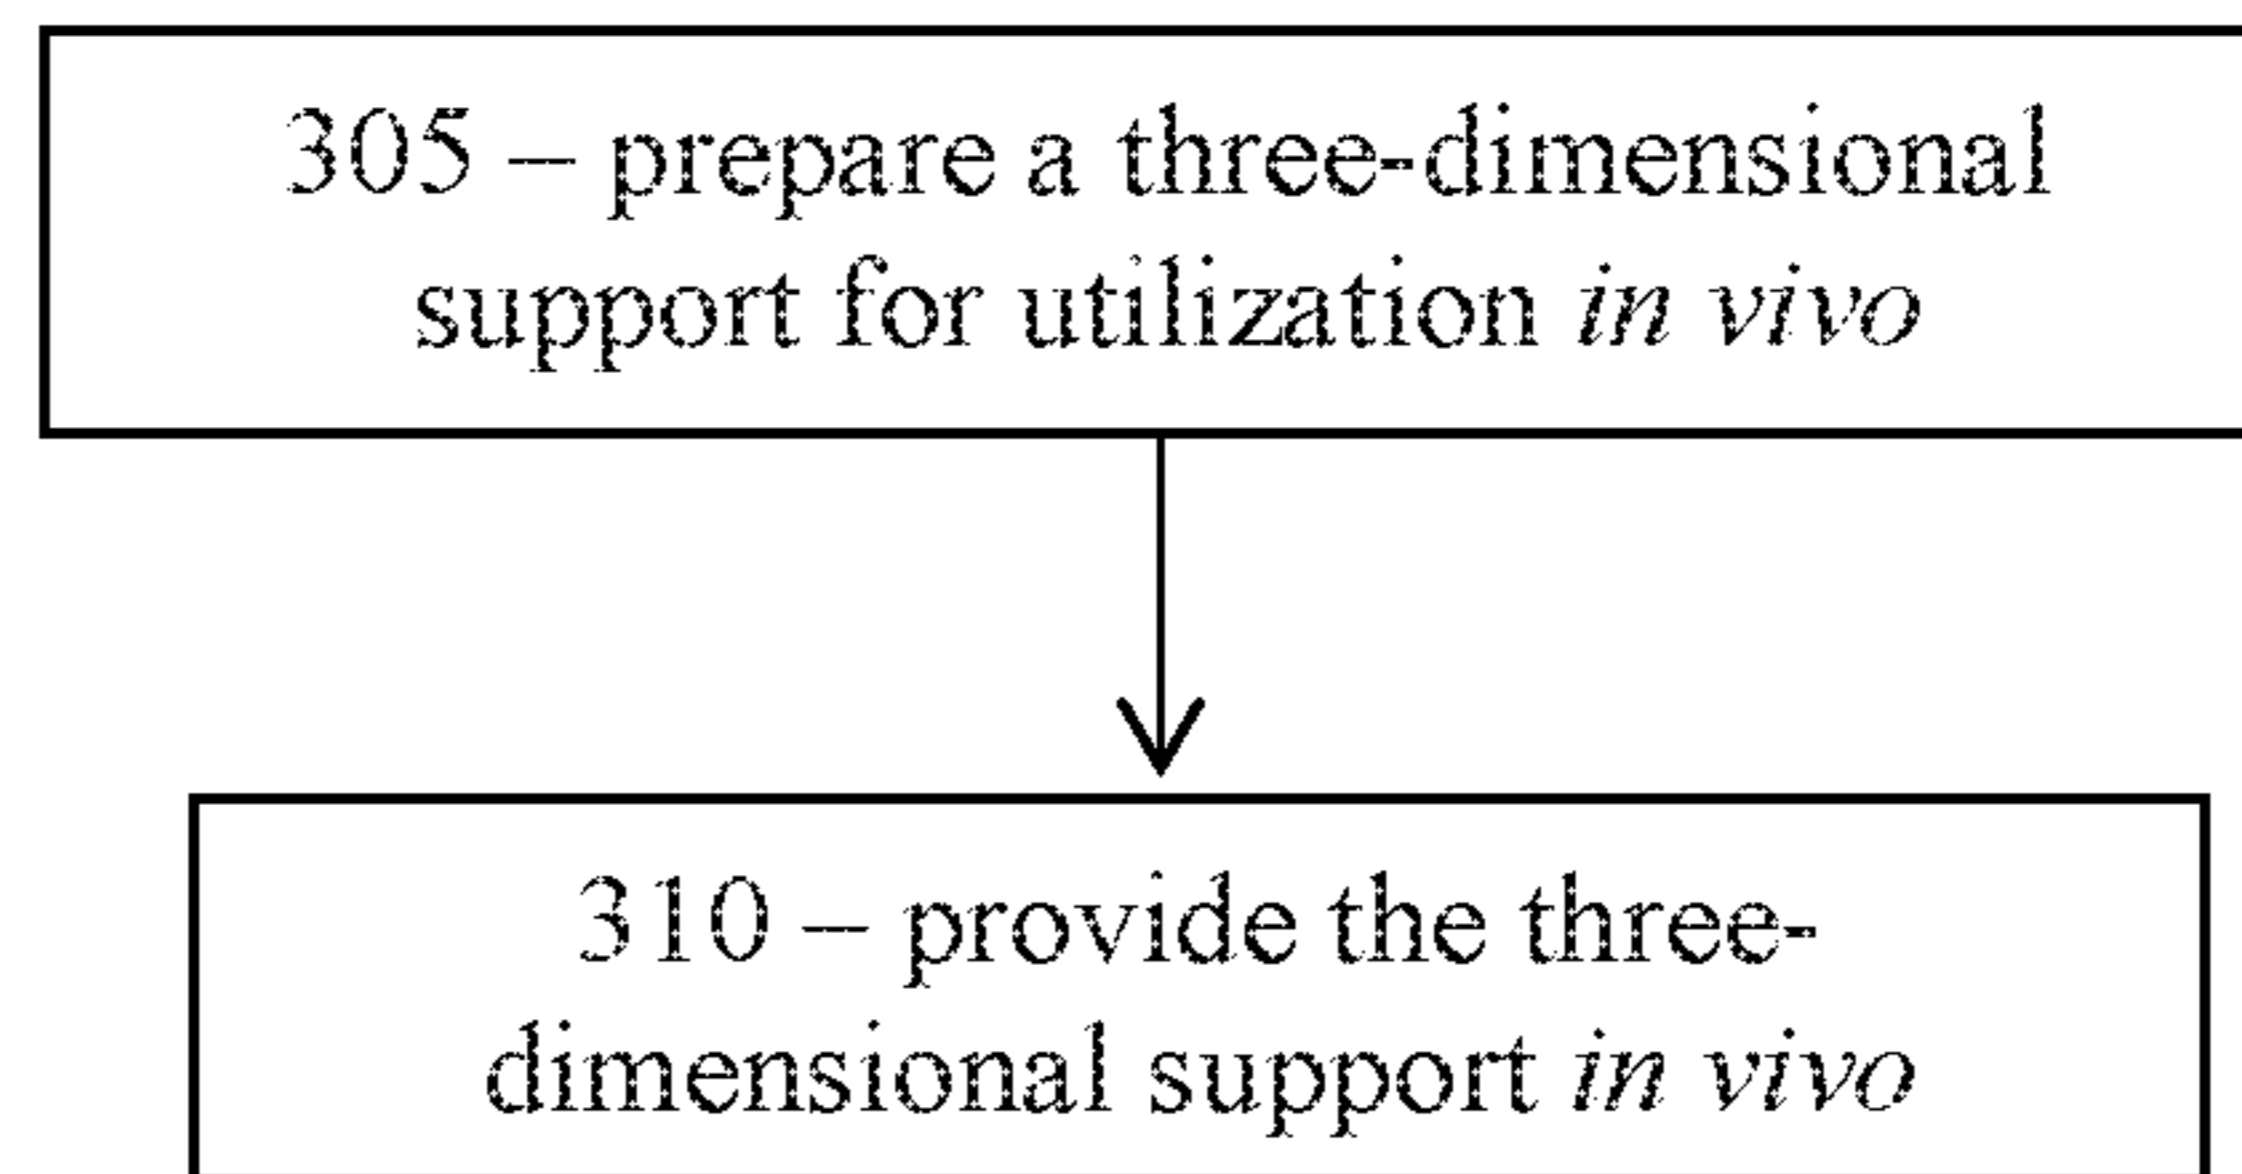 305 – prepare a three-dimensional
support for utilization in vivo
310 – provide the three-
dimensional support in vivo